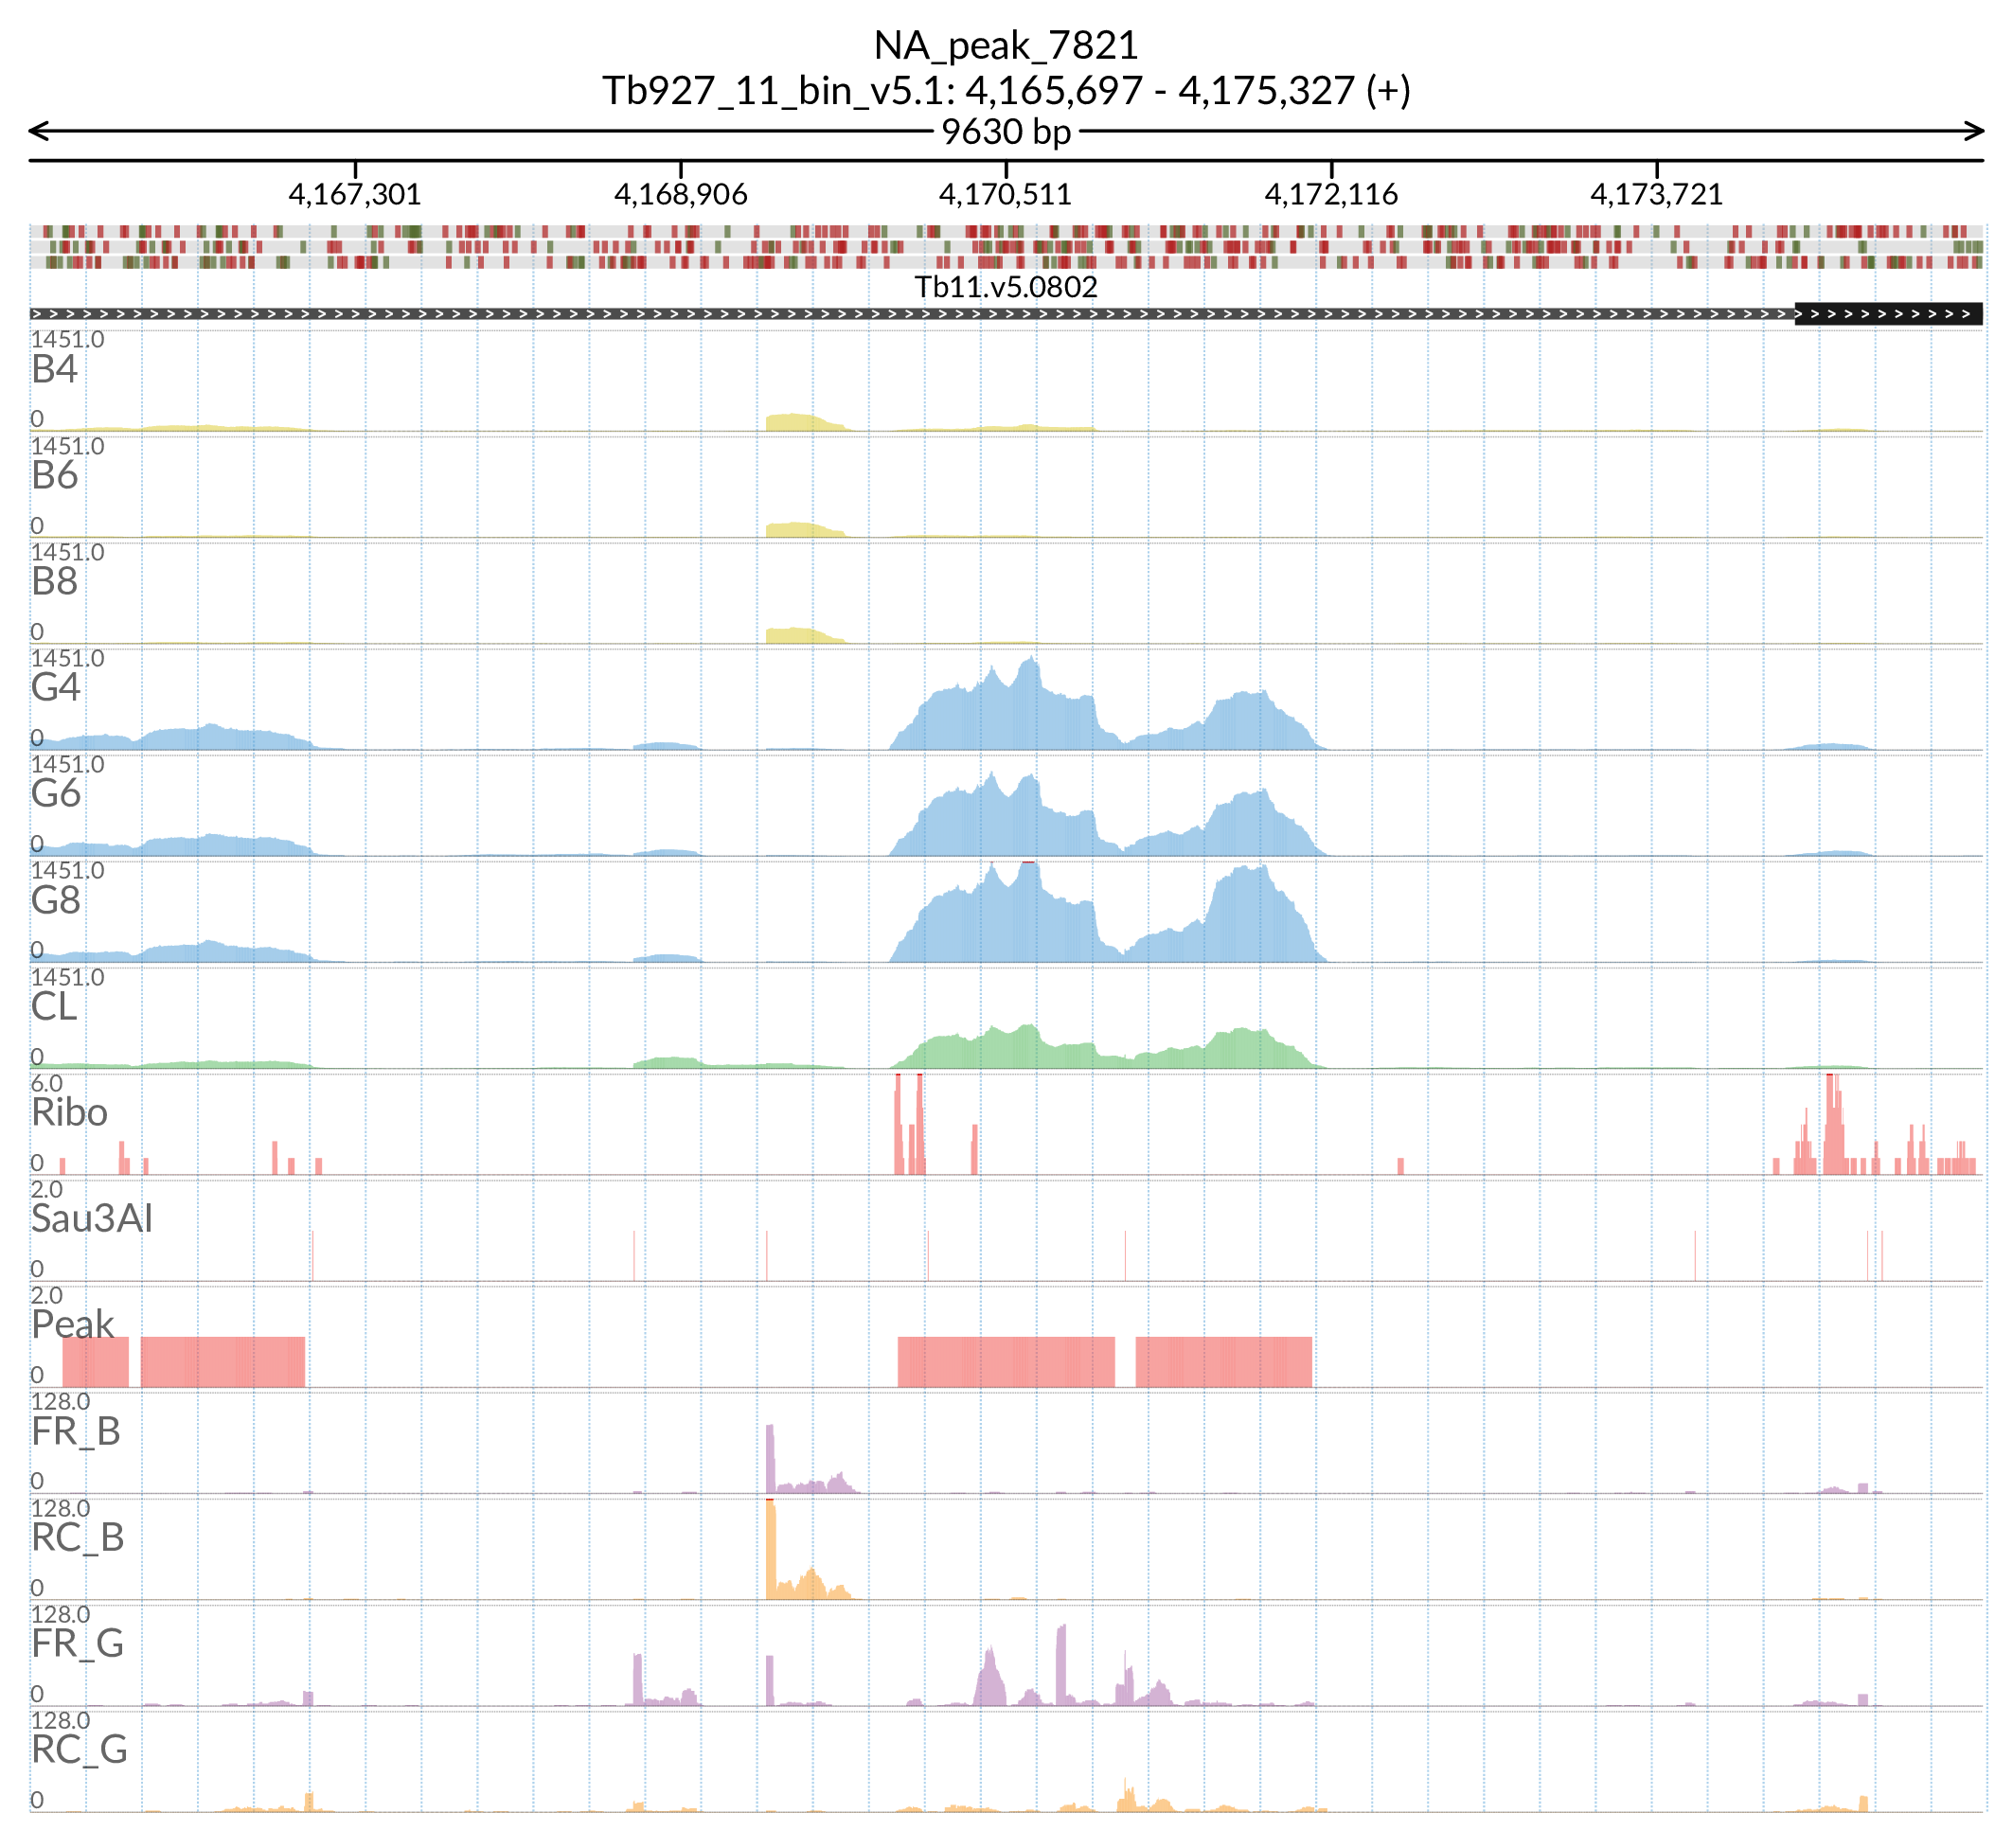 NA_peak_7821
Tb927_11_bin_v5.1: 4,165,697 - 4,175,327 (+)
9630 bp
4,167,301 4,168,906 4,170,511 4,172,116 4,173,721
Tb11.v5.0802
1451.0
B4
0
1451.0
B6
0
1451.0
B8
0
1451.0
G4
0
1451.0
G6
0
1451.0
G8
0
1451.0
CL
0
6.0
Ribo
0
2.0
Sau3AI
0
2.0
Peak
0
128.0
FR_B
0
128.0
RC_B
0
128.0
FR_G
0
128.0
RC_G
0